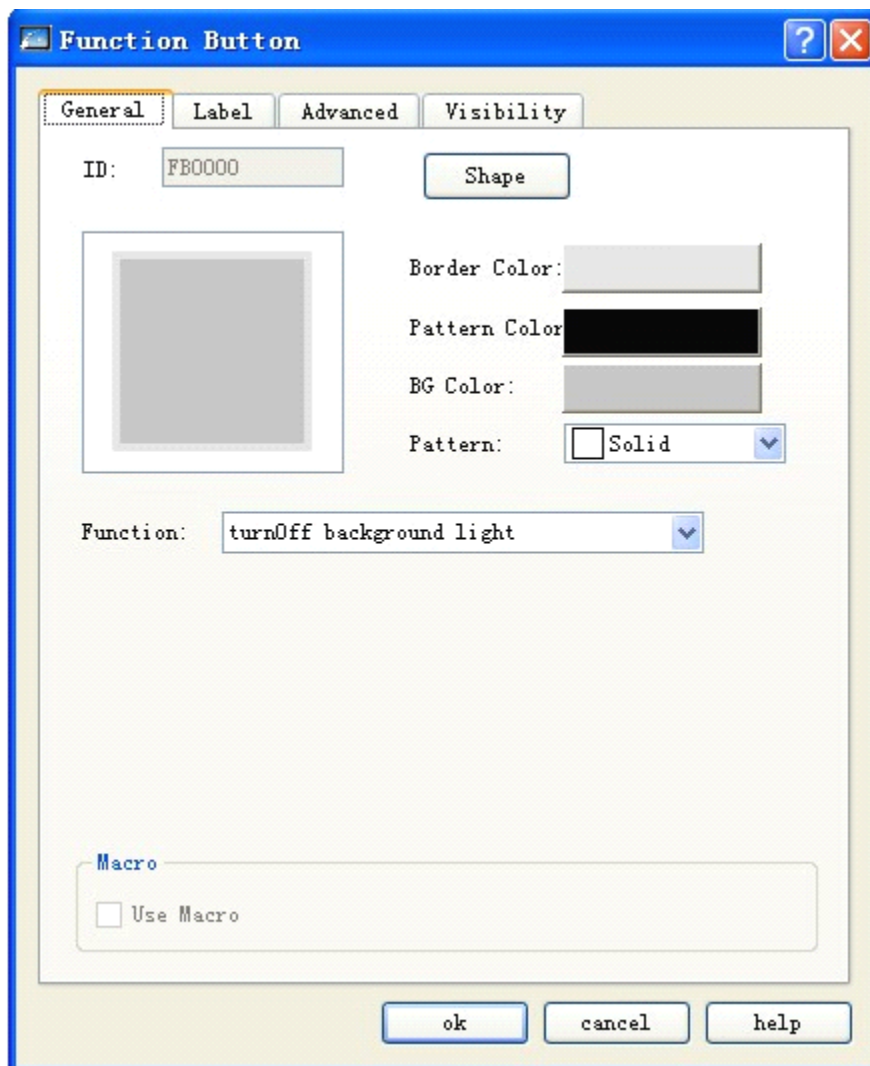 Function Button
General Label Advanced Visibility
ID: FB0000 Shape
Border Color:
Pattern Color
BG Color:
Pattern: Solid
Function: turnOff background light
Macro
Use Macro
ok cancel help